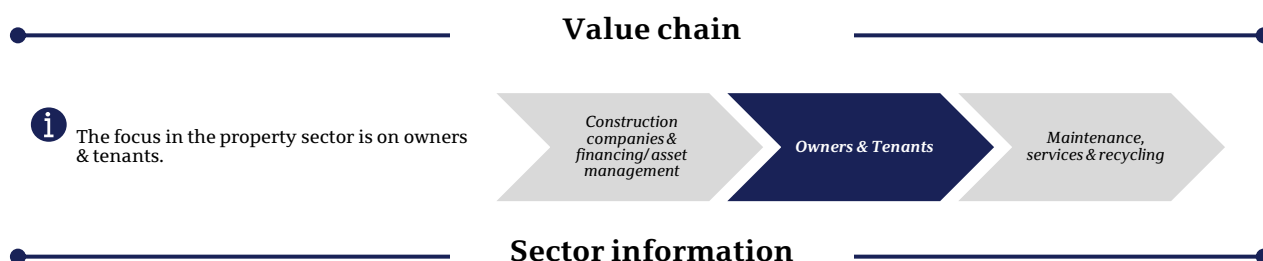 Value chain
i
The focus in the property sector is on owners
& tenants.
Construction
companies &
financing/ asset
management
Owners & Tenants
Maintenance,
services & recycling
Sector information